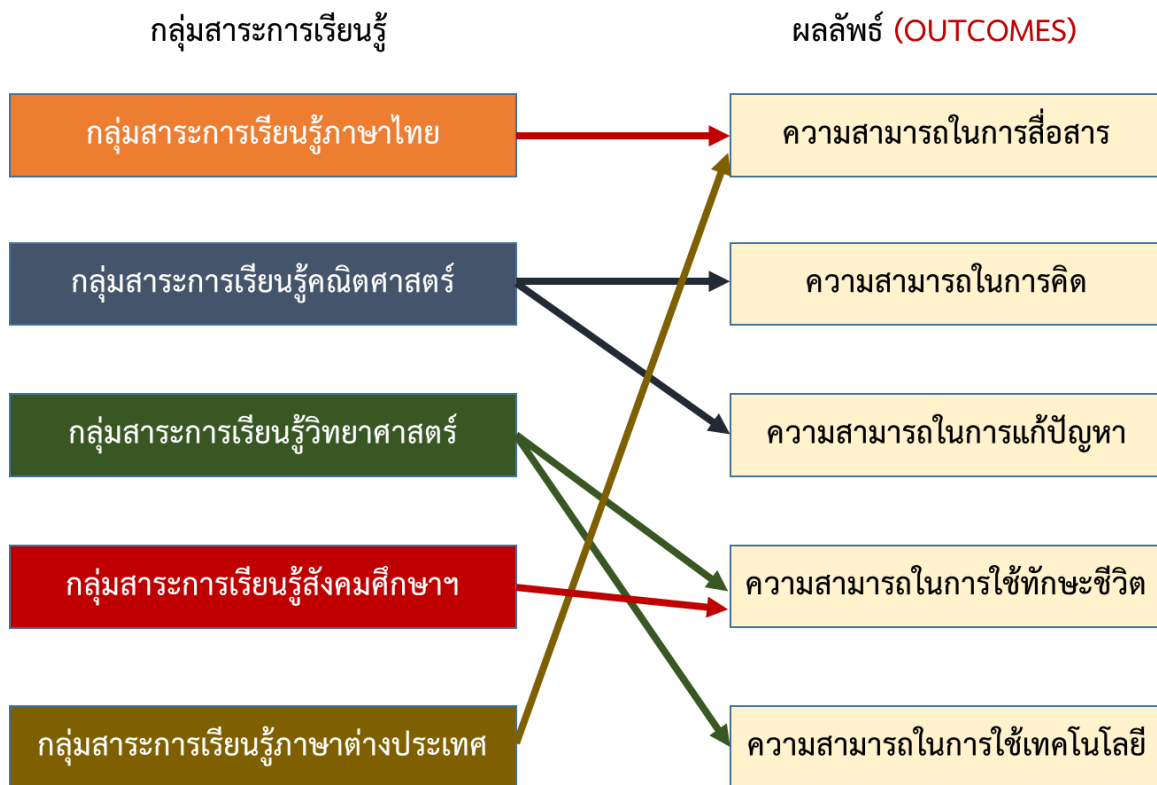 กลุ่มสาระการเรียนรู้
ผลลัพธ์ (OUTCOMES)
กลุ่มสาระการเรียนรู้ภาษาไทย
ความสามารถในการสื่อสาร
กลุ่มสาระการเรียนรู้คณิตศาสตร์
ความสามารถในการคิด
กลุ่มสาระการเรียนรู้วิทยาศาสตร์
ความสามารถในการแก้ปัญหา
กลุ่มสาระการเรียนรู้สังคมศึกษาฯ
ความสามารถในการใช้ทักษะชีวิต
กลุ่มสาระการเรียนรู้ภาษาต่างประเทศ
ความสามารถในการใช้เทคโนโลยี